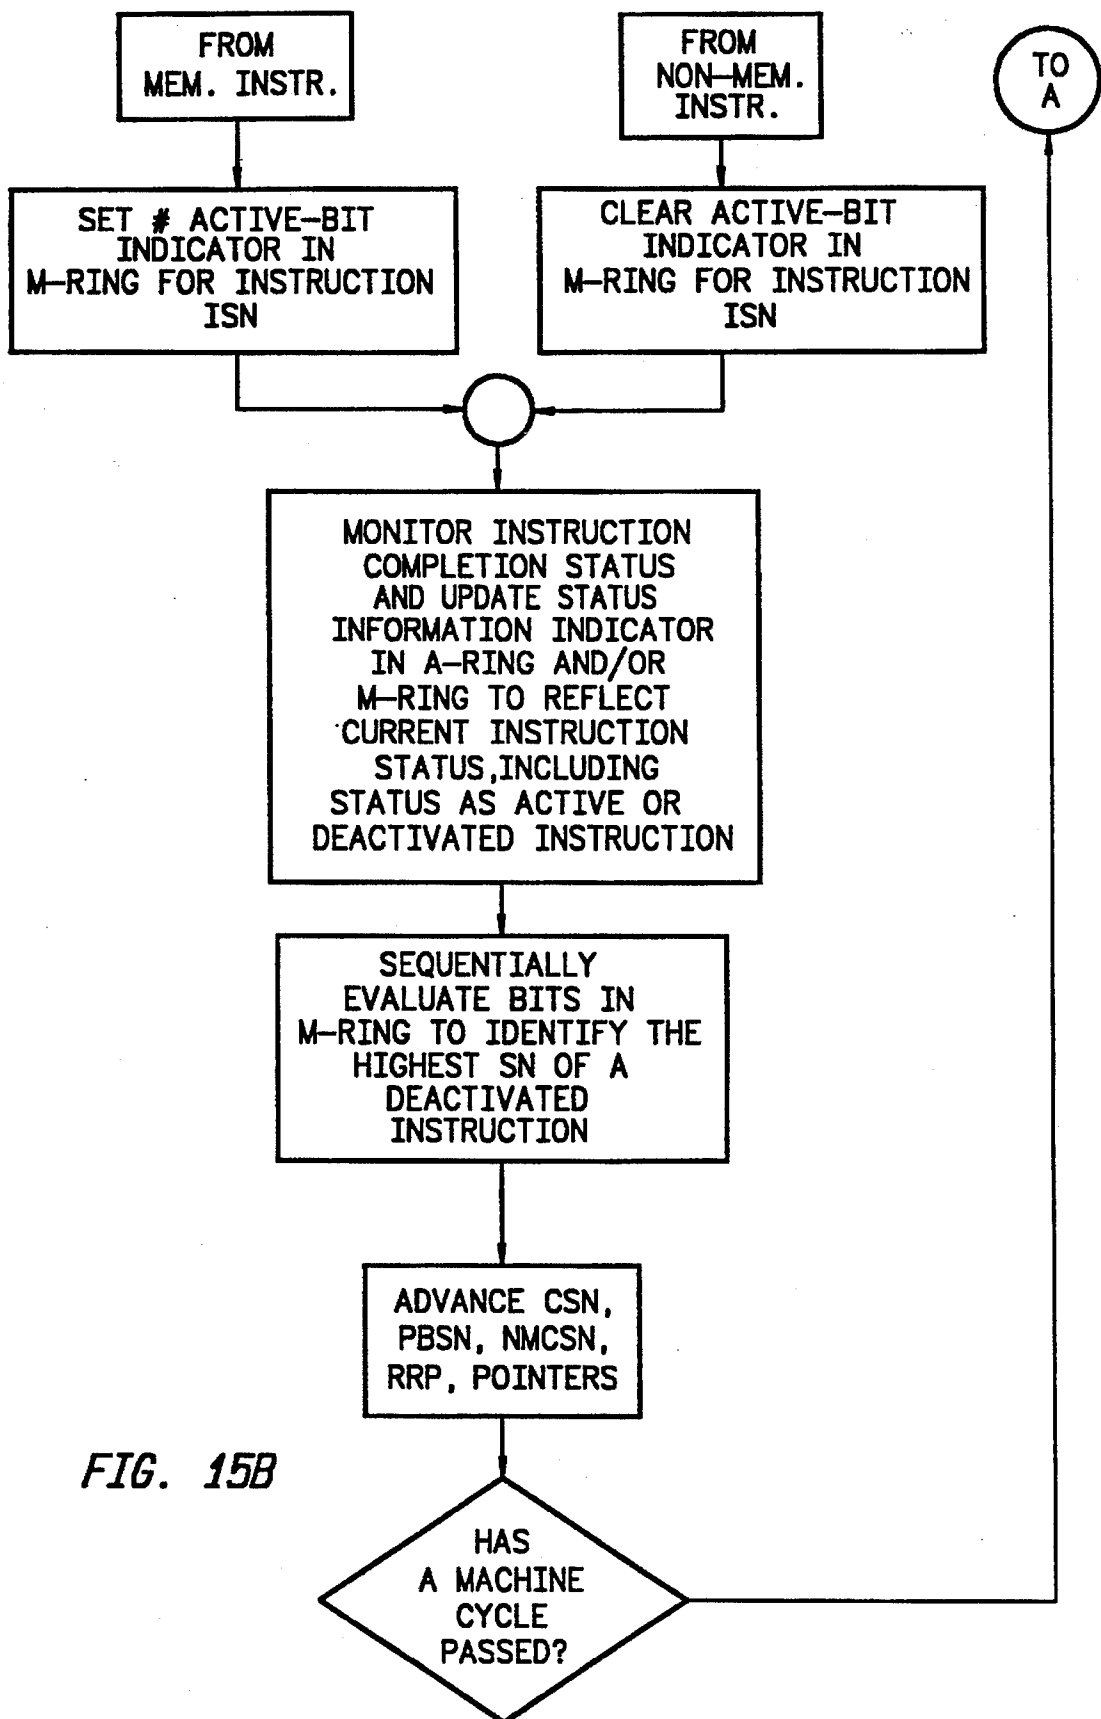 FROM
MEM. INSTR.
FROM
NON-MEM.
INSTR.
TO
A
SET # ACTIVE-BIT
INDICATOR IN
M-RING FOR INSTRUCTION
ISN
CLEAR ACTIVE-BIT
INDICATOR IN
M-RING FOR INSTRUCTION
ISN
MONITOR INSTRUCTION
COMPLETION STATUS
AND UPDATE STATUS
INFORMATION INDICATOR
IN A-RING AND/OR
M-RING TO REFLECT
CURRENT INSTRUCTION
STATUS,INCLUDING
STATUS AS ACTIVE OR
DEACTIVATED INSTRUCTION
SEQUENTIALLY
EVALUATE BITS IN
M-RING TO IDENTIFY THE
HIGHEST SN OF A
DEACTIVATED
INSTRUCTION
ADVANCE CSN,
PBSN, NMCSN,
RRP, POINTERS
FIG. 15B
HAS
A MACHINE
CYCLE
PASSED?